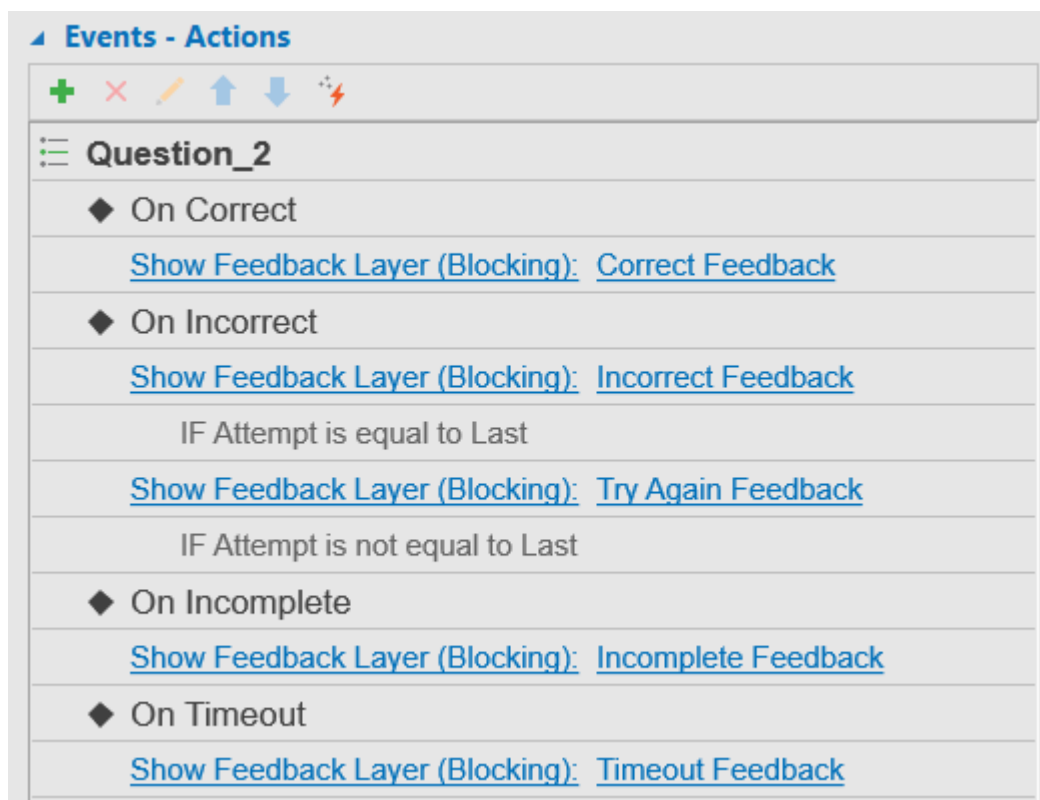 Events - Actions
Question_2
On Correct
Show Feedback Layer (Blocking): Correct Feedback
On Incorrect
Show Feedback Layer (Blocking): Incorrect Feedback
IF Attempt is equal to Last
Show Feedback Layer (Blocking): Try Again Feedback
IF Attempt is not equal to Last
On Incomplete
Show Feedback Layer (Blocking): Incomplete Feedback
On Timeout
Show Feedback Layer (Blocking): Timeout Feedback